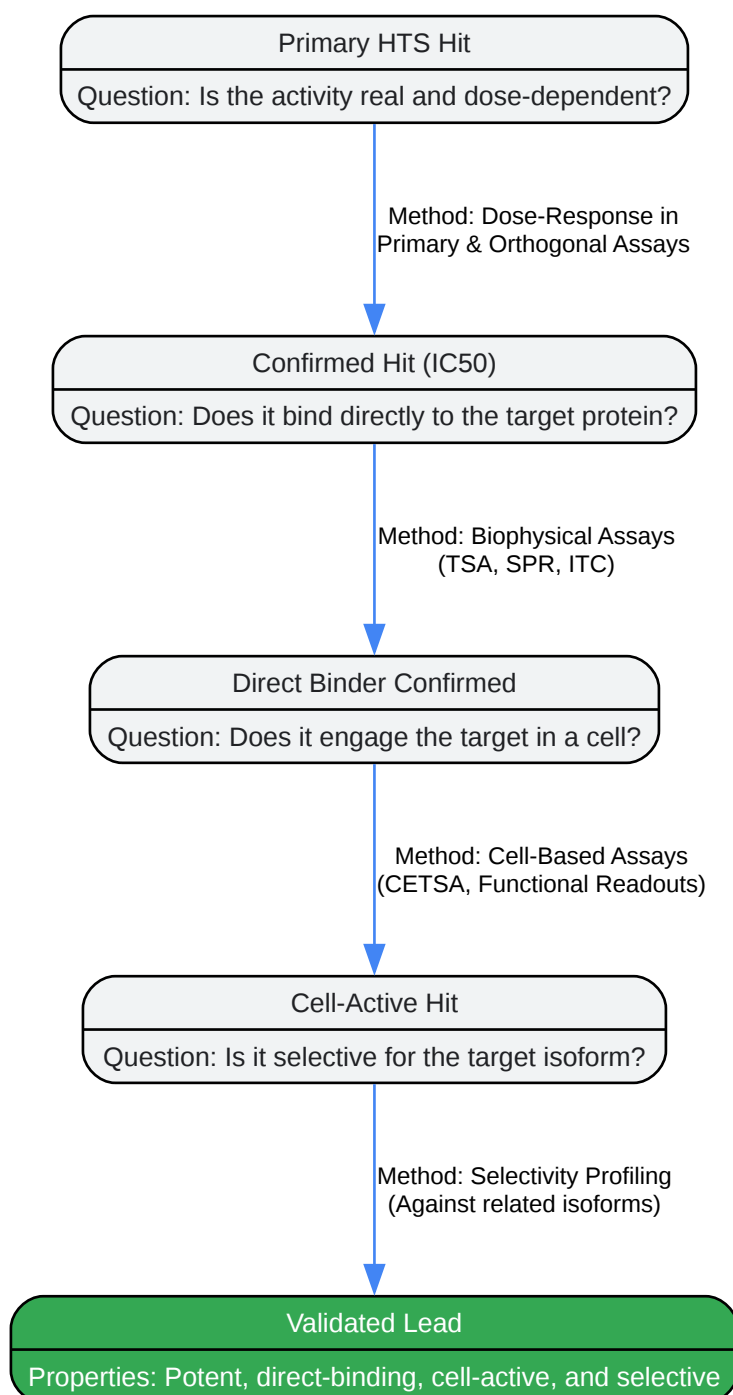 Primary HTS Hit
Question: Is the activity real and dose-dependent?
Method: Dose-Response in
Primary & Orthogonal Assays
Confirmed Hit (IC50)
Question: Does it bind directly to the target protein?
Method: Biophysical Assays
(TSA, SPR, ITC)
Direct Binder Confirmed
Question: Does it engage the target in a cell?
Method: Cell-Based Assays
(CETSA, Functional Readouts)
Cell-Active Hit
Question: Is it selective for the target isoform?
Method: Selectivity Profiling
(Against related isoforms)
Validated Lead
Properties: Potent, direct-binding, cell-active, and selective